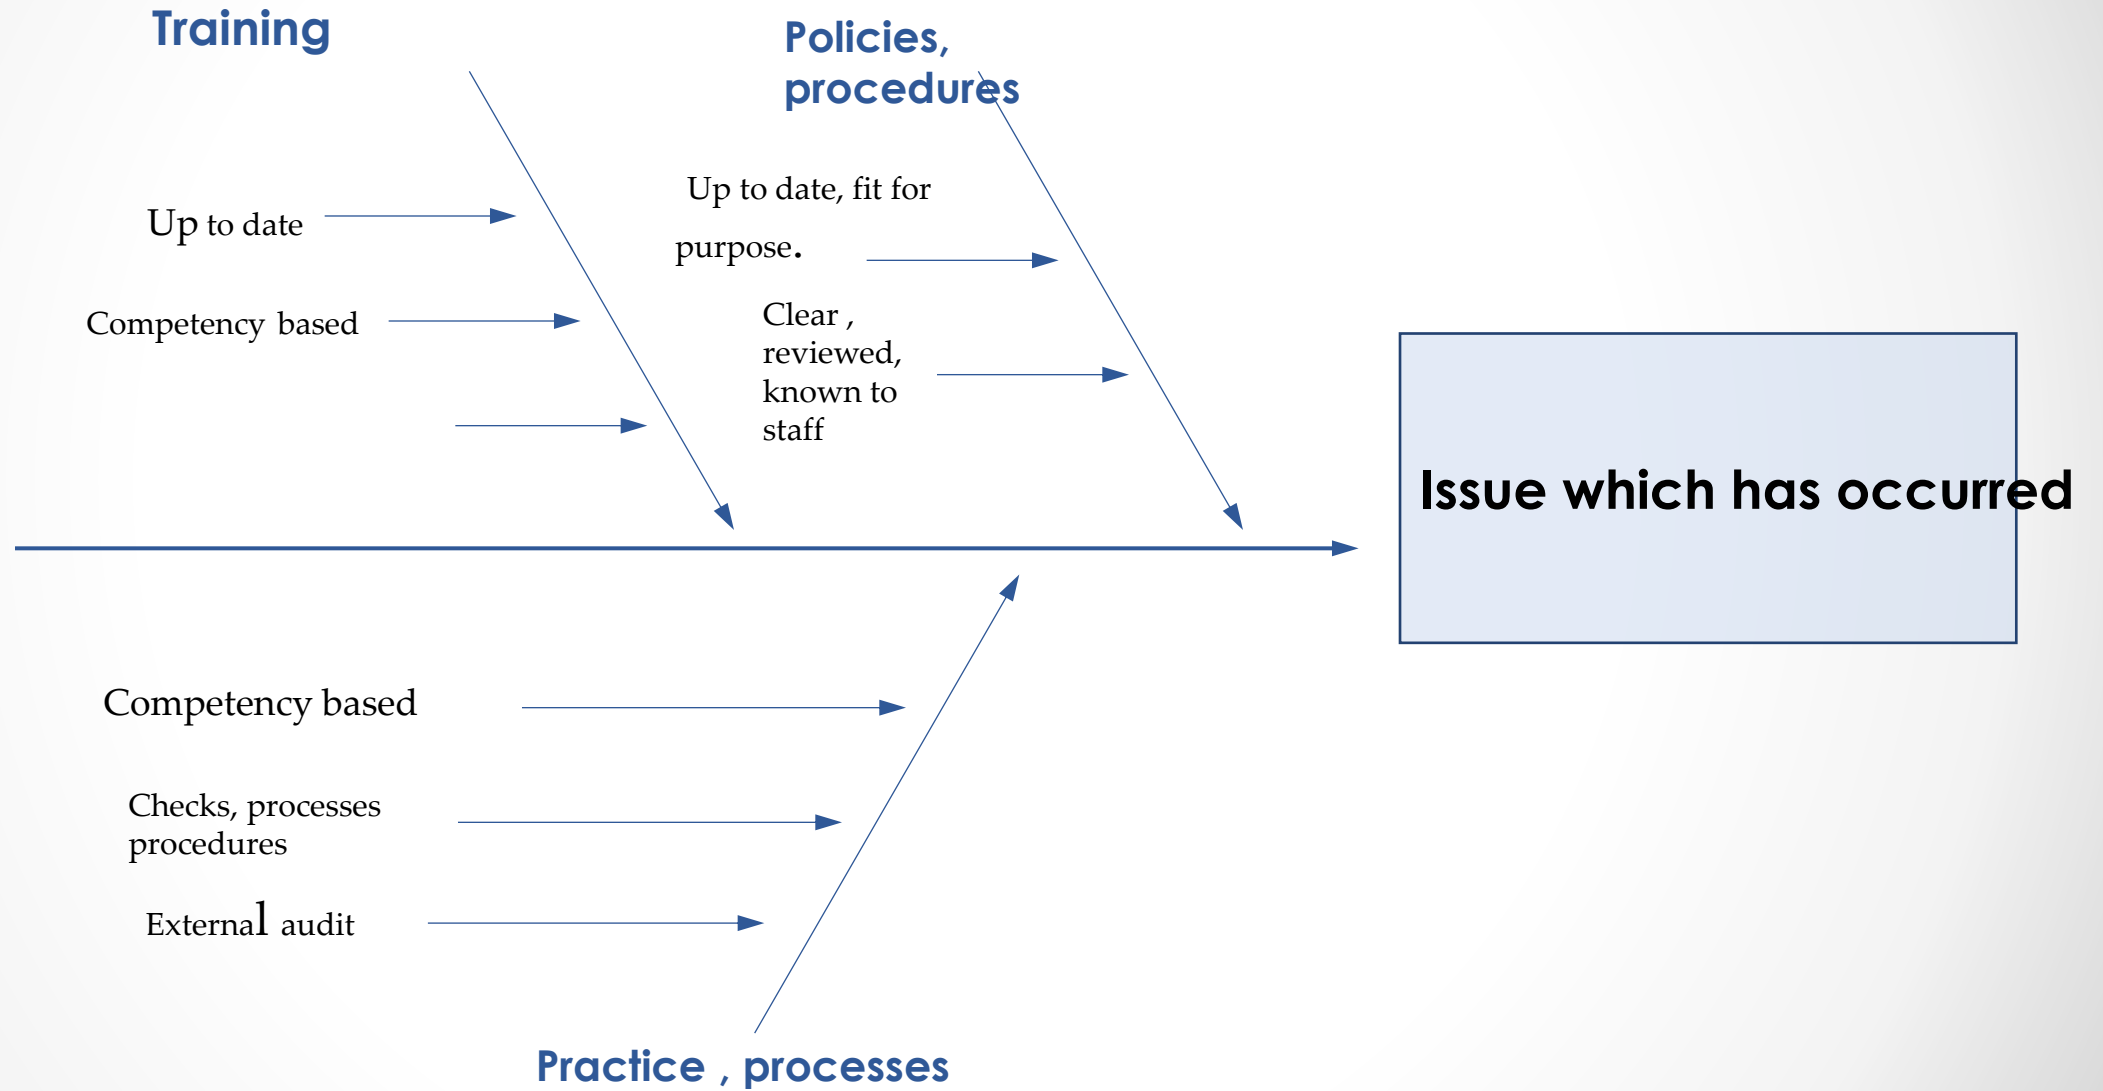 Training
Policies,
procedures
Up to date, fit for
purpose.
Up to date
Clear ,
reviewed,
known to
staff
Competency based
Issue which has occurred
Competency based
Checks, processes
procedures
External audit
Practice , processes